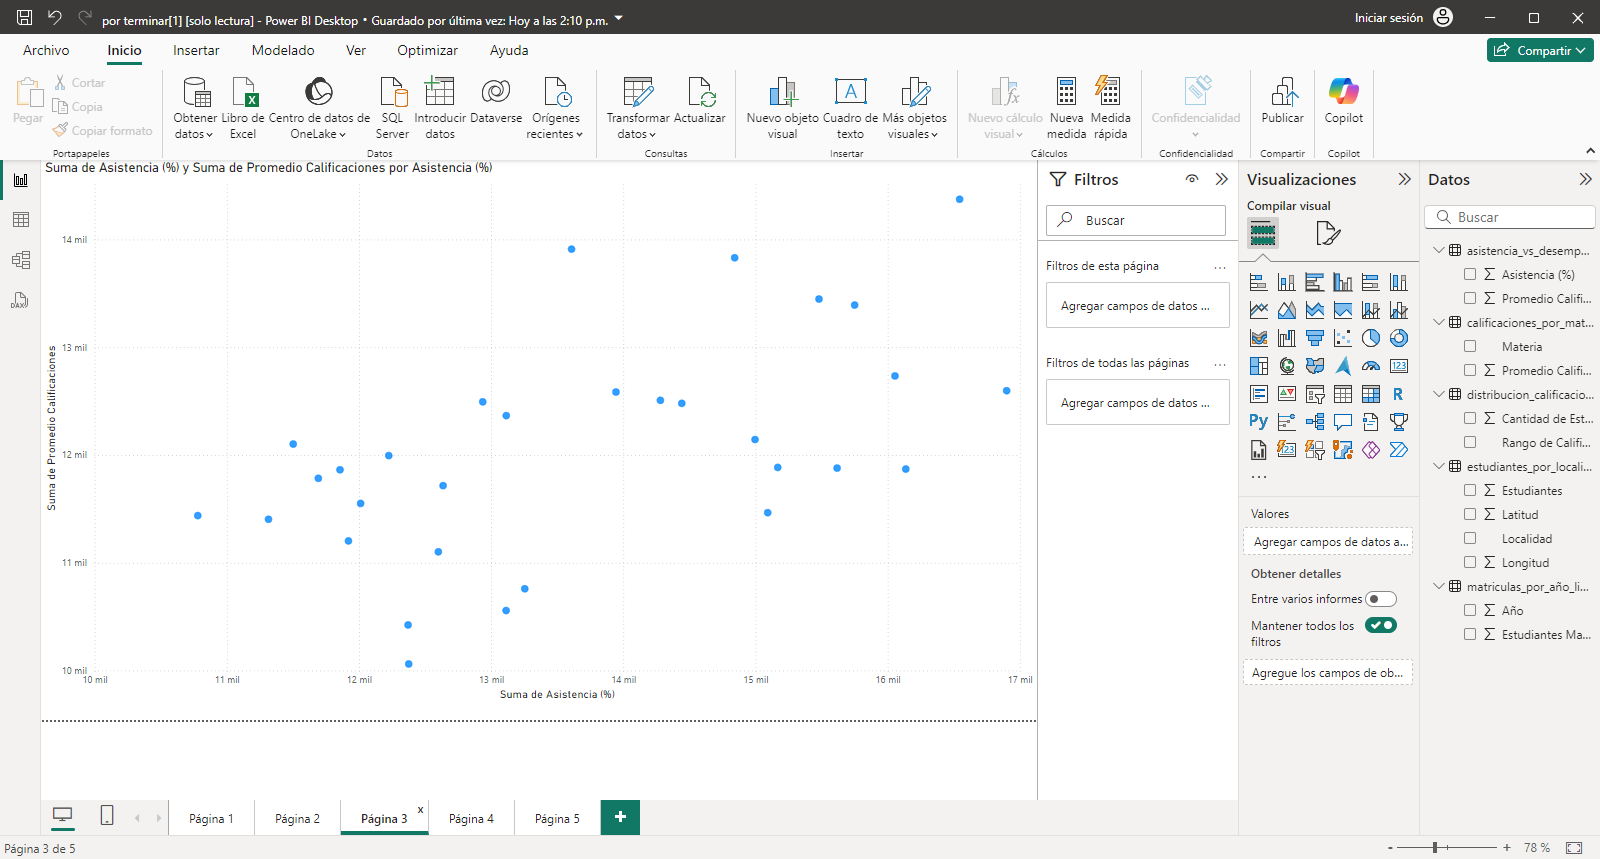 por terminar[1] [solo lectura] - Power BI Desktop • Guardado por última vez: Hoy a las 2:10 p.m.
Iniciar sesión
Archivo
Inicio
Insertar
Modelado
Ver
Optimizar
Ayuda
Compartir
Pegar
Cortar
Copia
Copiar formato
Portapapeles
Obtener datos
Libro de Excel
Centro de datos de OneLake
SQL Server
Introducir datos
Dataverse
Orígenes recientes
Datos
Transformar datos
Actualizar
Consultas
Nuevo objeto visual
Cuadro de texto
Más objetos visuales
Insertar
Nuevo cálculo visual
Nueva medida
Medida rápida
Cálculos
Confidencialidad
Confidencialidad
Publicar
Compartir
Copilot
Copilot
Suma de Asistencia (%) y Suma de Promedio Calificaciones por Asistencia (%)
Suma de Promedio Calificaciones
14 mil
13 mil
12 mil
11 mil
10 mil
10 mil
11 mil
12 mil
13 mil
14 mil
15 mil
16 mil
17 mil
Suma de Asistencia (%)
Filtros
Buscar
Filtros de esta página
...
Agregar campos de datos ...
Filtros de todas las páginas
...
Agregar campos de datos ...
Visualizaciones
Compilar visual
123
R
Py
123
...
Valores
Agregar campos de datos a...
Obtener detalles
Entre varios informes
Mantener todos los filtros
Agregue los campos de ob...
Datos
Buscar
asistencia_vs_desemp...
Asistencia (%)
Promedio Califi...
calificaciones_por_mat...
Materia
Promedio Califi...
distribucion_calificacio...
Cantidad de Est...
Rango de Califi...
estudiantes_por_locali...
Estudiantes
Latitud
Localidad
Longitud
matriculas_por_año_li...
Año
Estudiantes Ma...
DAX
Página 1
Página 2
Página 3
x
Página 4
Página 5
+
Página 3 de 5
-
+
78 %